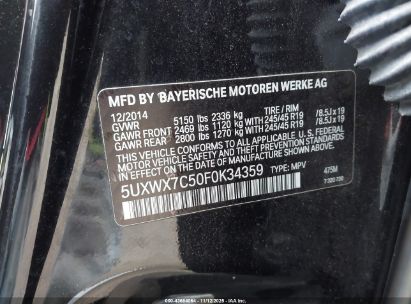 MFD BY BAYERISCHE MOTOREN WERKE AG
12/2014
GVWR 5150 lbs 2336 kg TIRE / RIM
GAWR FRONT 2469 lbs 1120 kg WITH 245/45 R19 / 8.5J x 19
GAWR REAR 2800 lbs 1270 kg WITH 245/45 R19 / 8.5J x 19
THIS VEHICLE CONFORMS TO ALL APPLICABLE
U.S. FEDERAL MOTOR VEHICLE SAFETY STANDARDS
IN EFFECT ON THE DATE OF MANUFACTURE SHOWN ABOVE.
5UXWX7C50F0K34359 TYPE: MPV 475M